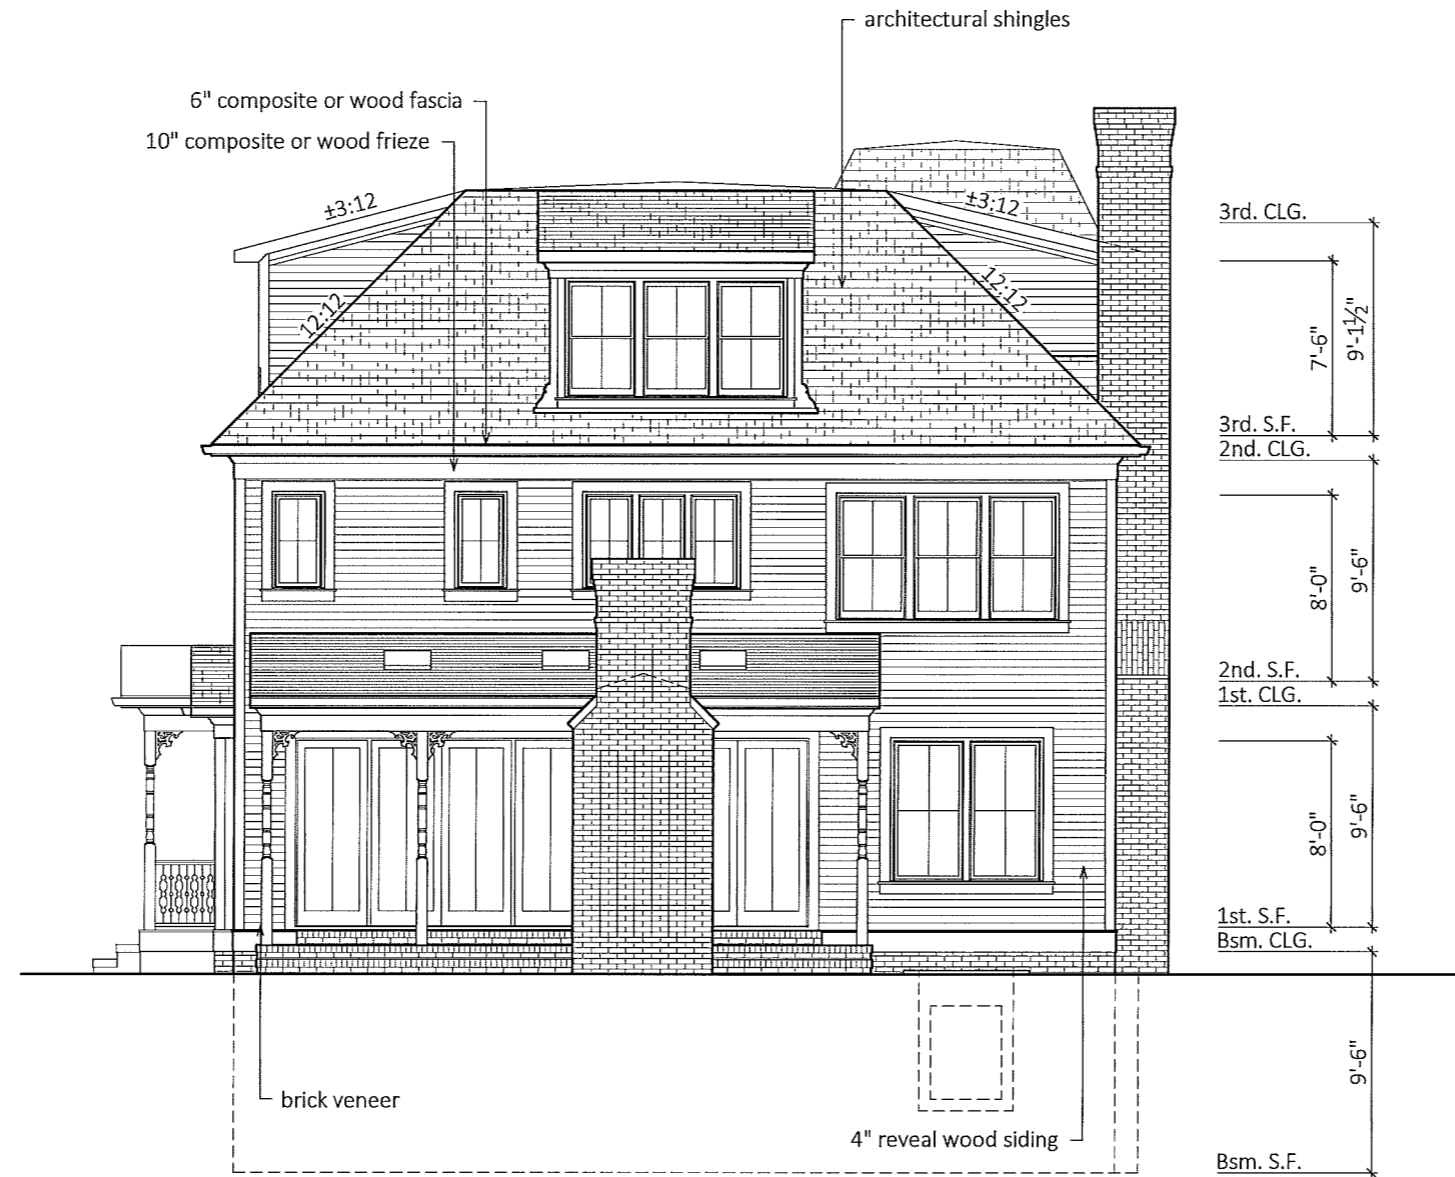 architectural shingles
6" composite or wood fascia
10" composite or wood frieze
±3:12
±3:12
12:12
12:12
3rd. CLG.
7'-6"
9'-1½"
3rd. S.F.
2nd. CLG.
8'-0"
9'-6"
2nd. S.F.
1st. CLG.
8'-0"
9'-6"
1st. S.F.
Bsm. CLG.
9'-6"
brick veneer
4" reveal wood siding
Bsm. S.F.